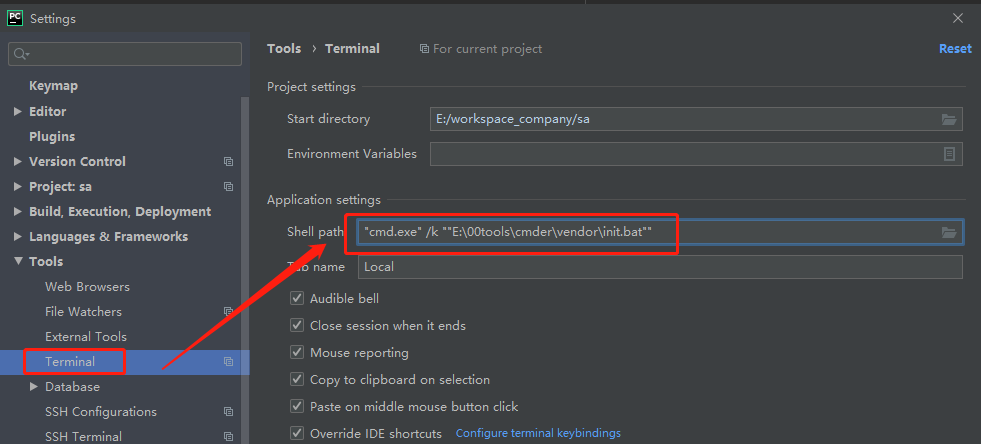 PC
Settings
Keymap
Editor
Plugins
Version Control
Project: sa
Build, Execution, Deployment
Languages & Frameworks
Tools
Web Browsers
File Watchers
External Tools
Terminal
Database
SSH Configurations
SSH Terminal
Tools › Terminal For current project Reset
Project settings
Start directory E:/workspace_company/sa
Environment Variables
Application settings
Shell path "cmd.exe" /k ""E:\00tools\cmder\vendor\init.bat""
Tab name Local
Audible bell
Close session when it ends
Mouse reporting
Copy to clipboard on selection
Paste on middle mouse button click
Override IDE shortcuts Configure terminal keybindings